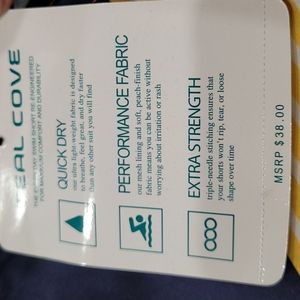 EAL COVE
SWIM SHORT RE-ENGINEERED
FOR MAXIMUM COMFORT AND DURABILITY
QUICK DRY
our ultra light weight fabric is designed
to breathe, feel great, and dry faster
than any other suit you will find
PERFORMANCE FABRIC
our mesh lining and soft, peach-finish
fabric means you can be active without
worrying about irritation or rash
EXTRA STRENGTH
triple-needle stitching ensures that
your shorts won't rip, tear, or loose
shape over time
MSRP $38.00